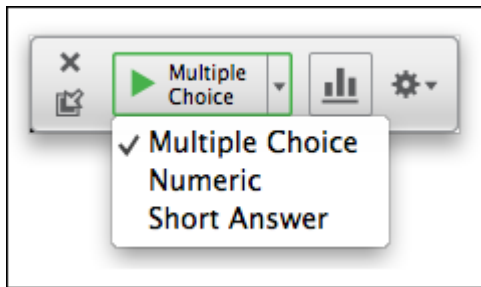 Multiple
Choice
✓ Multiple Choice
Numeric
Short Answer